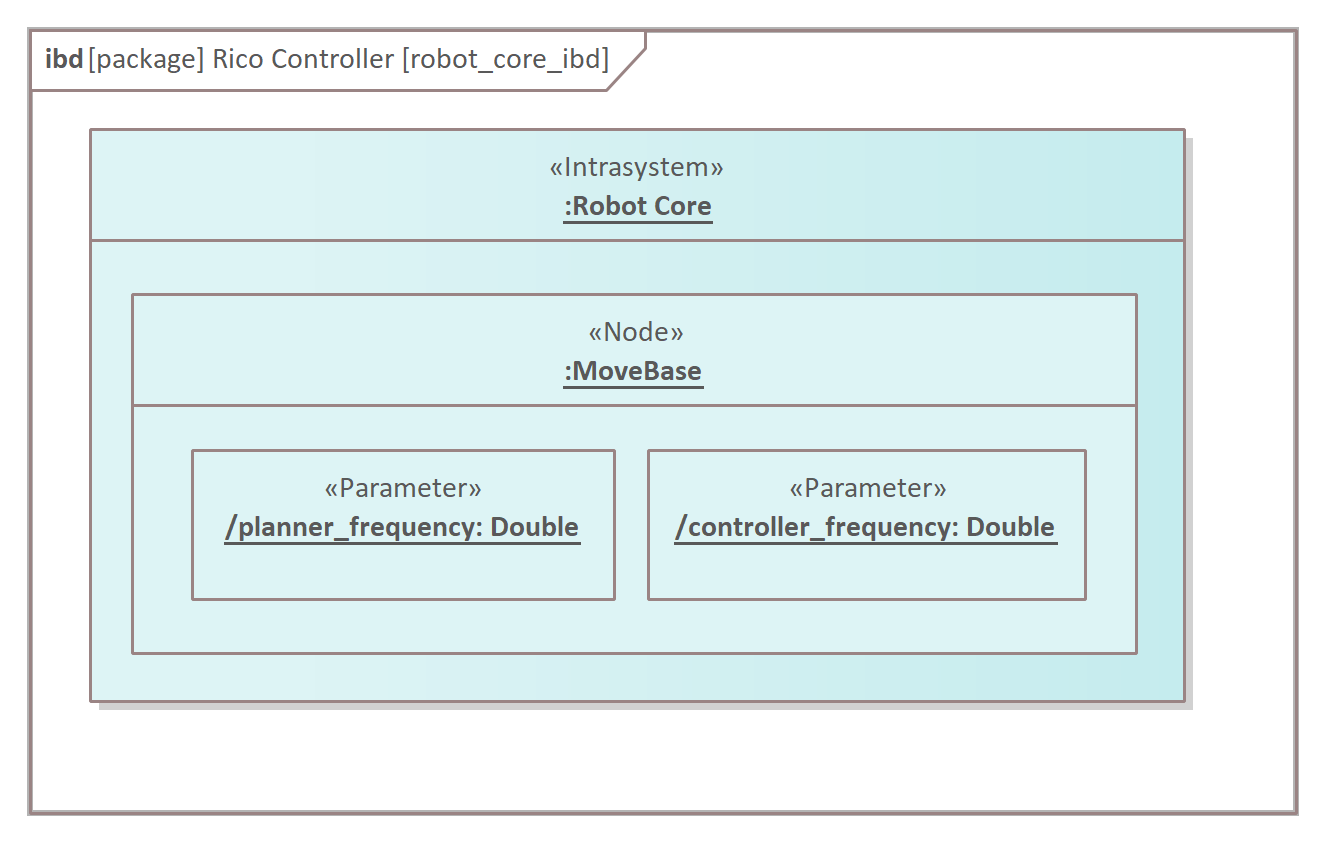 ibd [package] Rico Controller [robot_core_ibd]
«Intrasystem»
:Robot Core
«Node»
:MoveBase
«Parameter»
/planner_frequency: Double
«Parameter»
/controller_frequency: Double